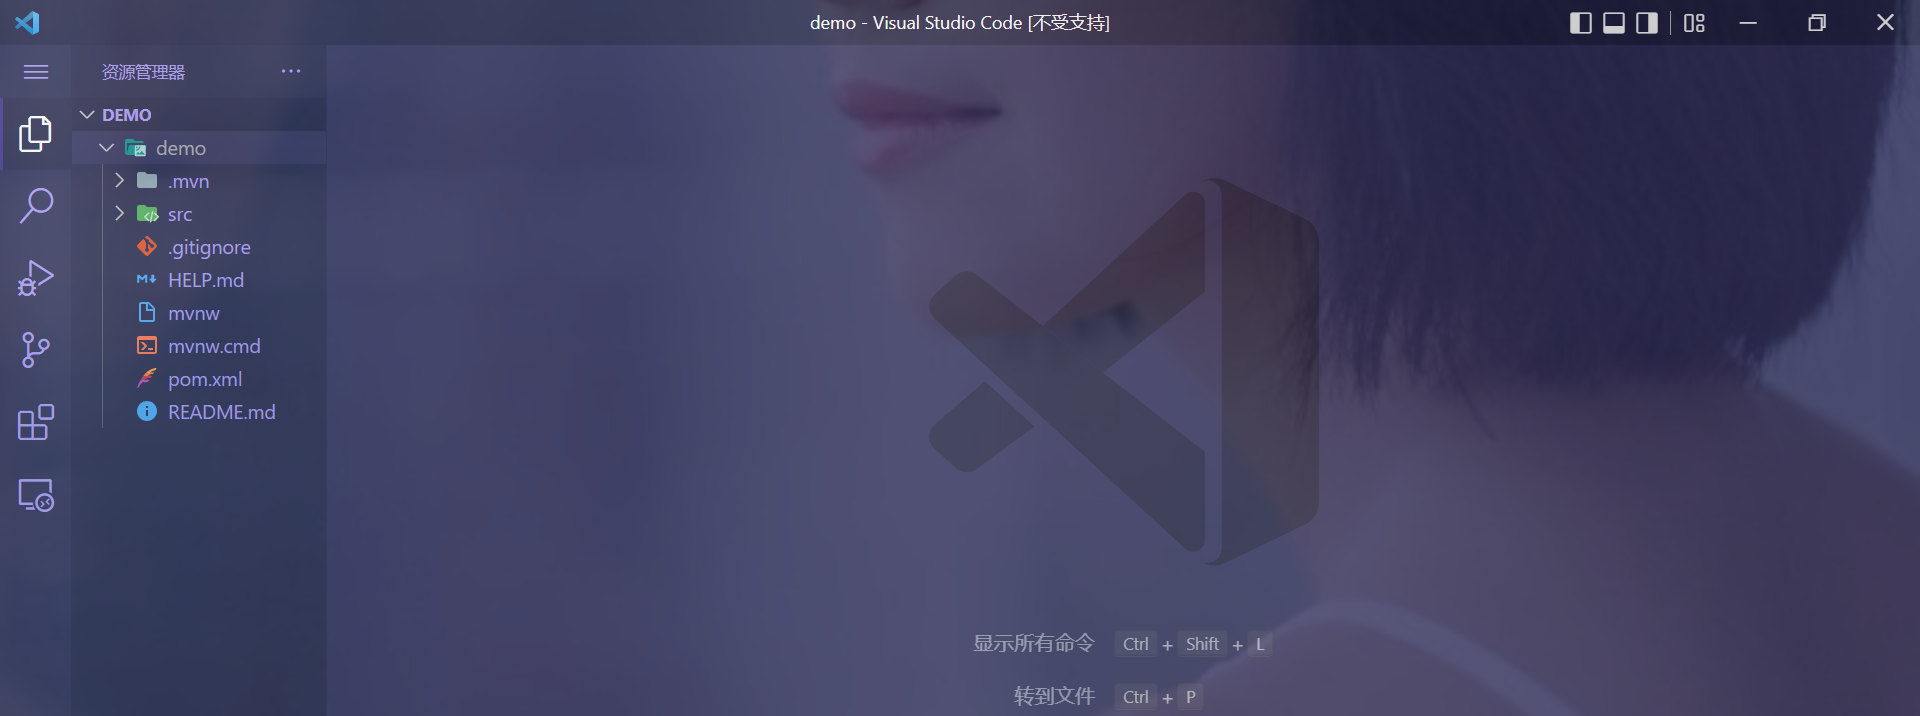 demo - Visual Studio Code [不受支持]
资源管理器
DEMO
demo
.mvn
src
.gitignore
HELP.md
mvnw
mvnw.cmd
pom.xml
README.md
显示所有命令 Ctrl + Shift + L
转到文件 Ctrl + P